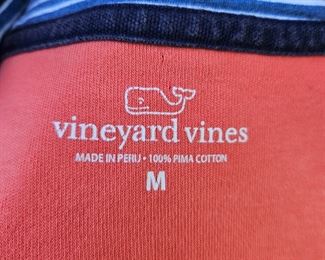 vineyard vines
MADE IN PERU • 100% PIMA COTTON
M